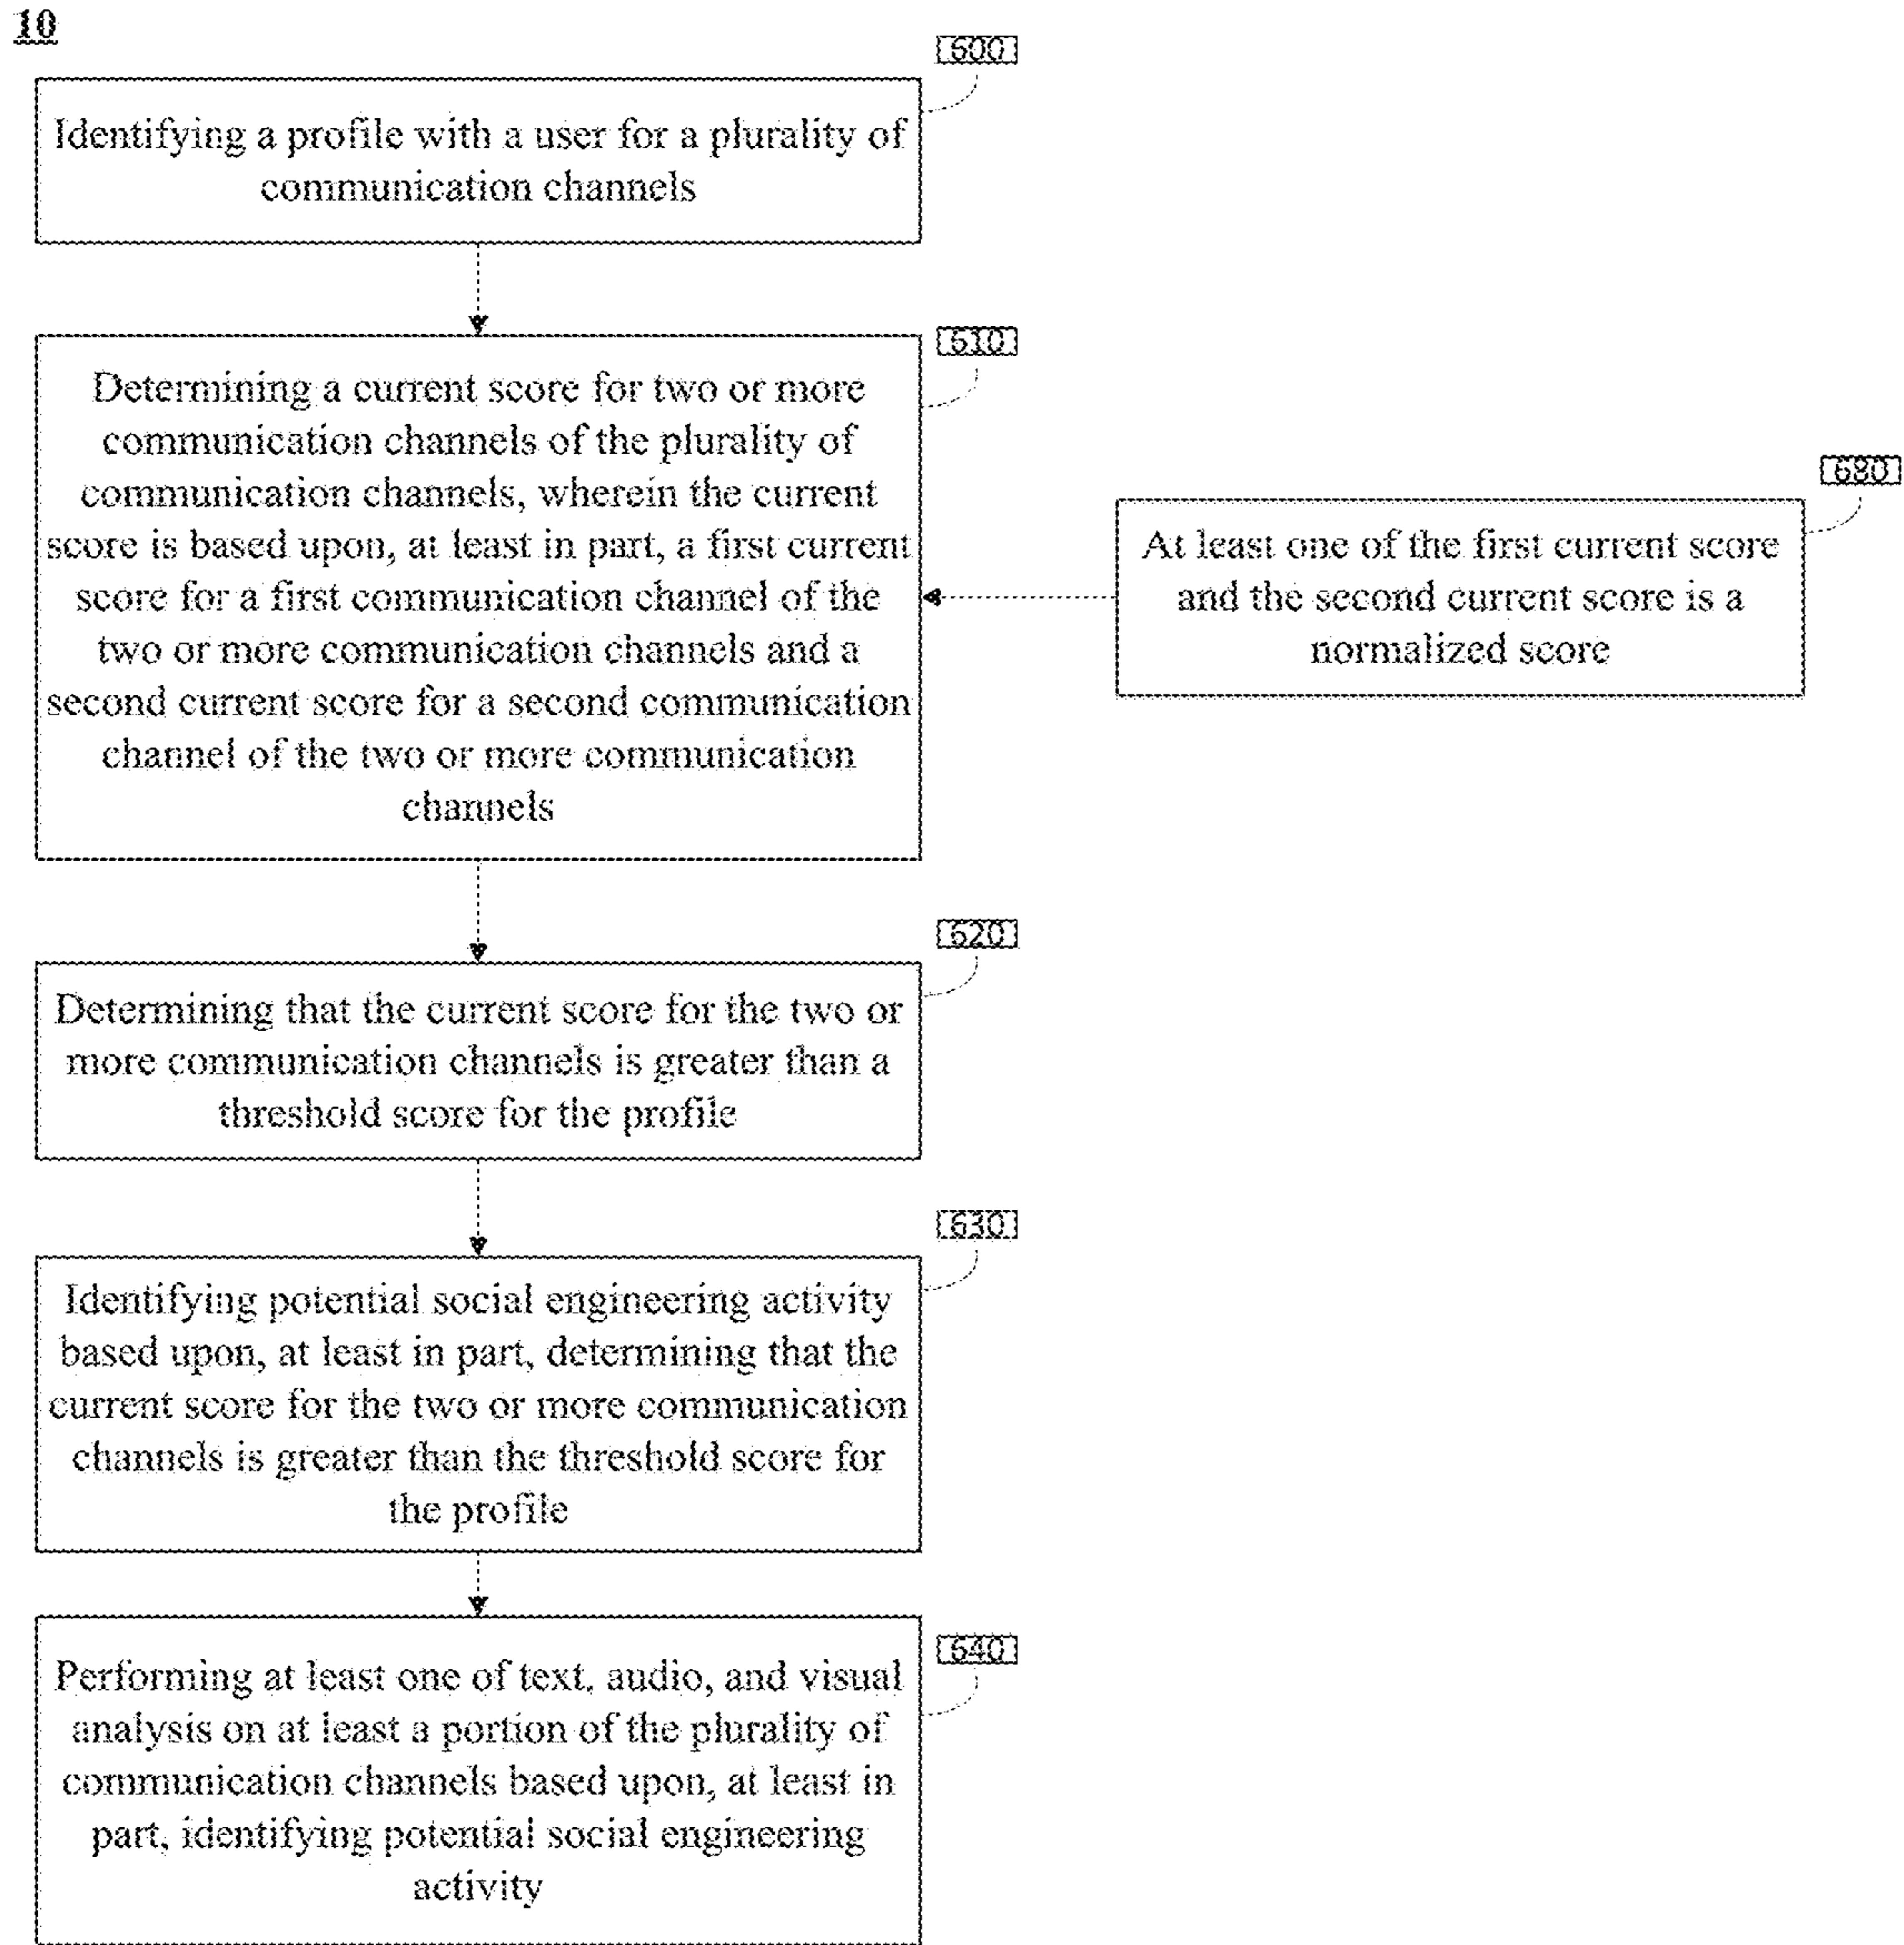 10
600
Identifying a profile with a user for a plurality of
communication channels
610
Determining a current score for two or more
communication channels of the plurality of
communication channels, wherein the current
score is based upon, at least in part, a first current
score for a first communication channel of the
two or more communication channels and a
second current score for a second communication
channel of the two or more communication
channels
680
At least one of the first current score
and the second current score is a
normalized score
620
Determining that the current score for the two or
more communication channels is greater than a
threshold score for the profile
630
Identifying potential social engineering activity
based upon, at least in part, determining that the
current score for the two or more communication
channels is greater than the threshold score for
the profile
640
Performing at least one of text, audio, and visual
analysis on at least a portion of the plurality of
communication channels based upon, at least in
part, identifying potential social engineering
activity